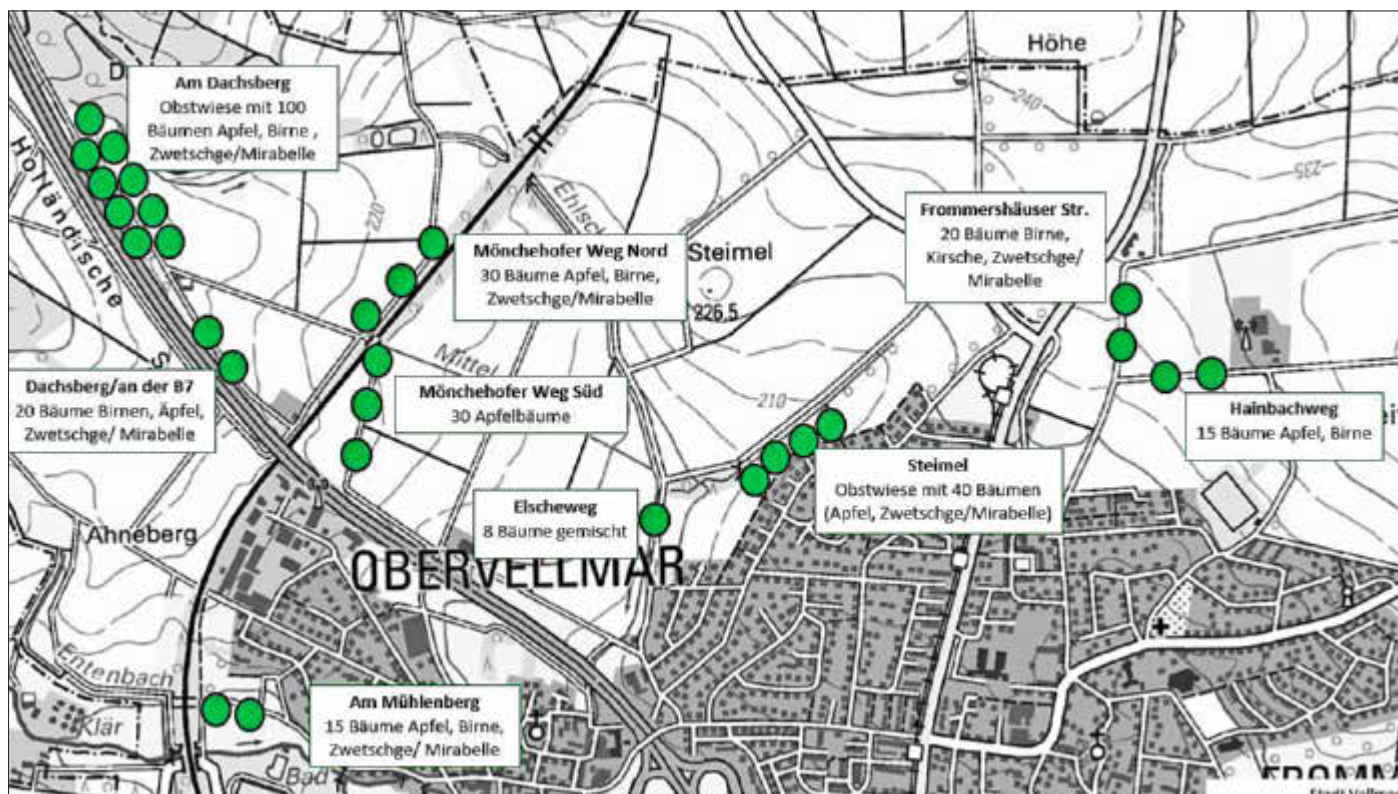 Am Dachsberg
Obstwiese mit 100
Bäumen Apfel, Birne ,
Zwetschge/Mirabelle
Höhe
240
235
Holländische
220
Mönchehofer Weg Nord
30 Bäume Apfel, Birne,
Zwetschge/Mirabelle
Steimel
226,5
Frommershäuser Str.
20 Bäume Birne,
Kirsche, Zwetschge/
Mirabelle
Mittel
Dachsberg/an der B7
20 Bäume Birnen, Äpfel,
Zwetschge/ Mirabelle
Mönchehofer Weg Süd
30 Apfelbäume
210
Hainbachweg
15 Bäume Apfel, Birne
Steimel
Obstwiese mit 40 Bäumen
(Apfel, Zwetschge/Mirabelle)
Elscheweg
8 Bäume gemischt
Ahneberg
OBERVELLMAR
Entenbach
Klär
Am Mühlenberg
15 Bäume Apfel, Birne,
Zwetschge/ Mirabelle
Bad